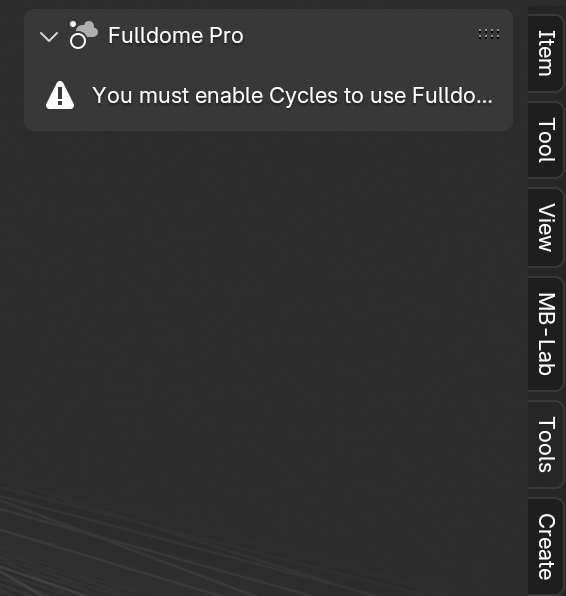 Fulldome Pro
You must enable Cycles to use Fulldo...
Item
Tool
View
MB-Lab
Tools
Create